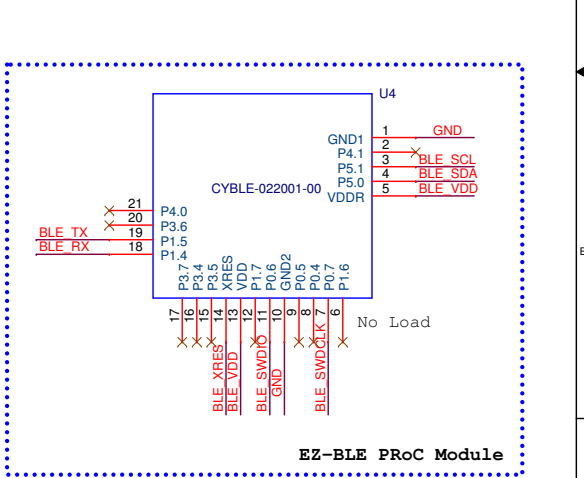 U4
1 GND
GND1
2
P4.1
3 BLE_SCL
P5.1
4 BLE_SDA
P5.0
CYBLE-022001-00
5 BLE_VDD
VDDR
21
P4.0
20
P3.6
BLE_TX 19
P1.5
BLE_RX 18
P1.4
P3.7
P3.4
P3.5
XRES
VDD
P1.7
P0.6
GND2
P0.5
P0.4
P0.7
P1.6
17
16
15
14
13
12
11
10
9
8
7
6
No Load
BLE_XRES
BLE_VDD
BLE_SWDIO
GND
BLE_SWDCLK
EZ-BLE PRoC Module